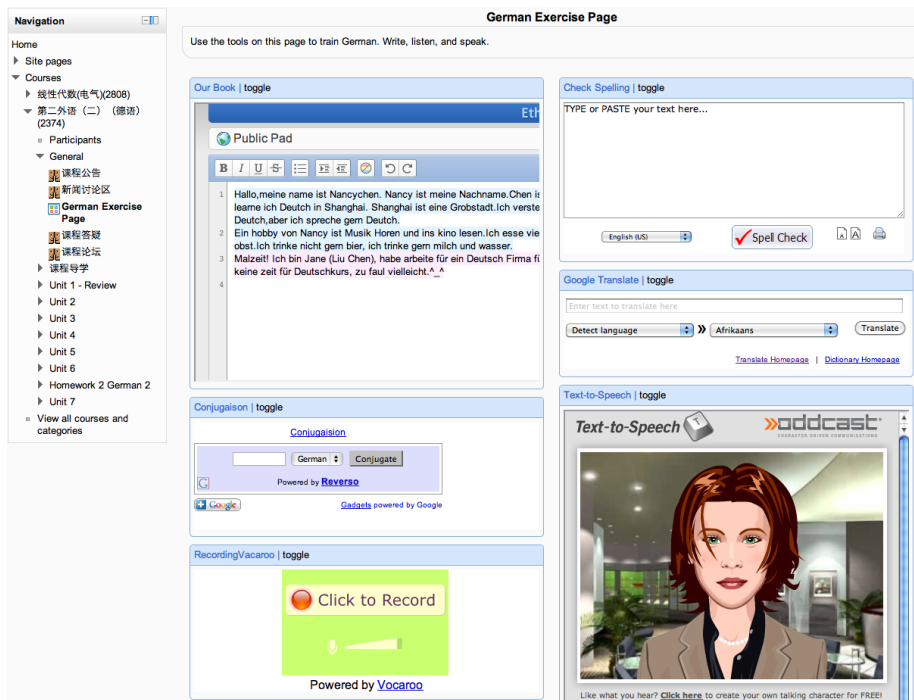 Navigation
Home
Site pages
Courses
线性代数(电气)(2808)
第二外语（二）（德语）
(2374)
Participants
General
课程公告
新闻讨论区
German Exercise
Page
课程答疑
课程论坛
课程导学
Unit 1 - Review
Unit 2
Unit 3
Unit 4
Unit 5
Unit 6
Homework 2 German 2
Unit 7
View all courses and
categories
German Exercise Page
Use the tools on this page to train German. Write, listen, and speak.
Our Book | toggle
Eth
Public Pad
B I U S
1 Hallo,meine name ist Nancychen. Nancy ist meine Nachname.Chen is
learne ich Deutch in Shanghai. Shanghai ist eine Grobstadt.Ich verste
Deutch,aber ich spreche gern Deutch.
2 Ein hobby von Nancy ist Musik Horen und ins kino lesen.Ich esse vie
obst.Ich trinke nicht gern bier, ich trinke gern milch und wasser.
3 Malzeit! Ich bin Jane (Liu Chen), habe arbeite für ein Deutsch Firma fü
keine zeit für Deutschkurs, zu faul vielleicht.^_^
4
Conjugaison | toggle
Conjugaision
German
Conjugate
Powered by Reverso
G
Google
Gadgets powered by Google
RecordingVacaroo | toggle
Click to Record
Powered by Vocaroo
Check Spelling | toggle
TYPE or PASTE your text here...
English (US)
Spell Check
A A
Google Translate | toggle
Enter text to translate here
Detect language
»
Afrikaans
Translate
Translate Homepage | Dictionary Homepage
Text-to-Speech | toggle
Text-to-Speech
T
oddcast
CHARACTER DRIVEN COMMUNICATIONS
Like what you hear? Click here to create your own talking character for FREE!